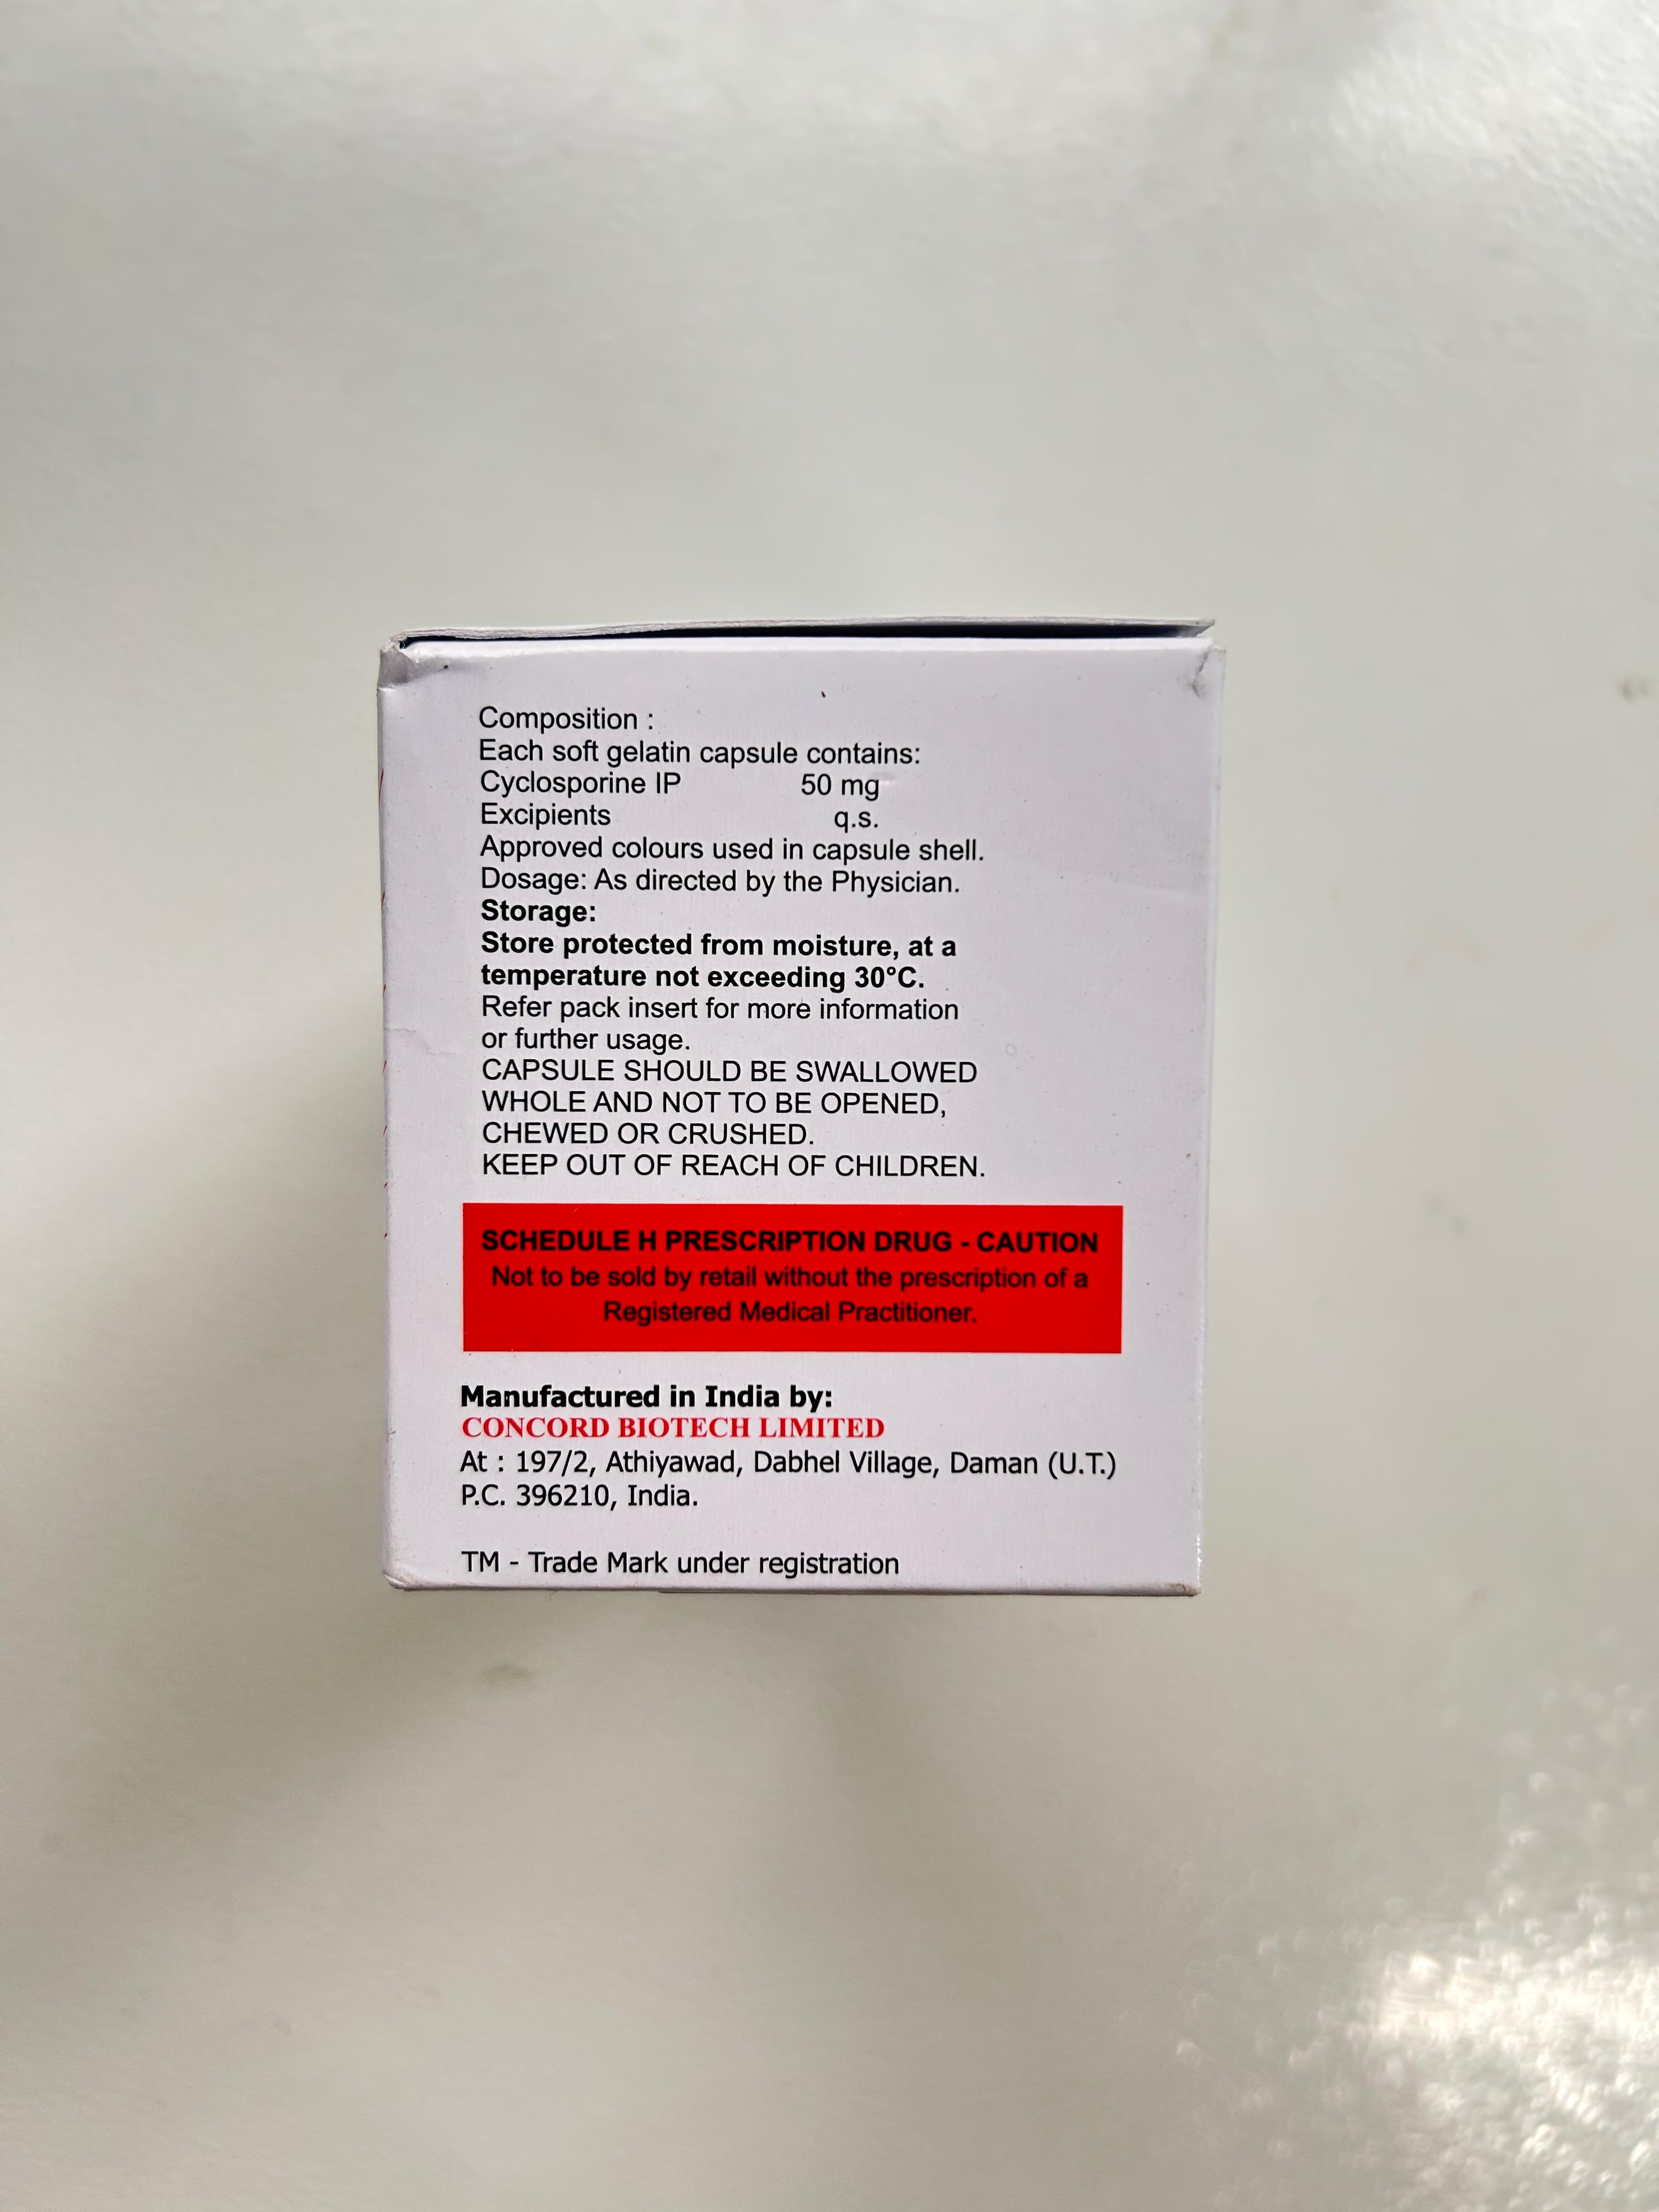 Composition :
Each soft gelatin capsule contains:
Cyclosporine IP 50 mg
Excipients q.s.
Approved colours used in capsule shell.
Dosage: As directed by the Physician.
Storage:
Store protected from moisture, at a
temperature not exceeding 30°C.
Refer pack insert for more information
or further usage.
CAPSULE SHOULD BE SWALLOWED
WHOLE AND NOT TO BE OPENED,
CHEWED OR CRUSHED.
KEEP OUT OF REACH OF CHILDREN.
SCHEDULE H PRESCRIPTION DRUG - CAUTION
Not to be sold by retail without the prescription of a
Registered Medical Practitioner.
Manufactured in India by:
CONCORD BIOTECH LIMITED
At : 197/2, Athiyawad, Dabhel Village, Daman (U.T.)
P.C. 396210, India.
TM - Trade Mark under registration